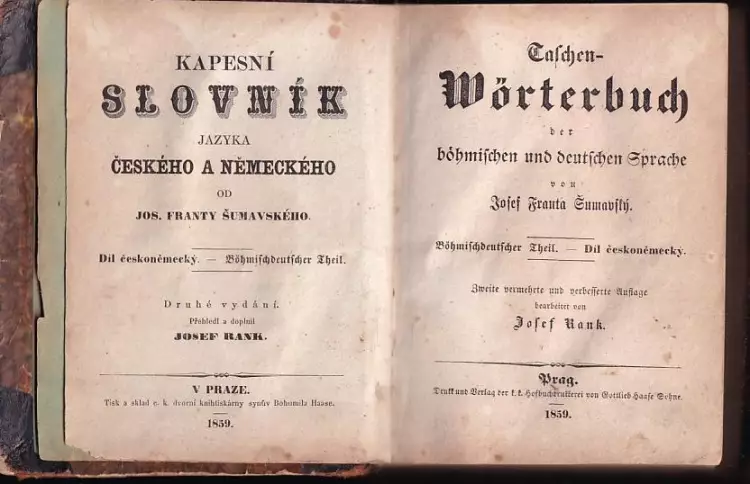 KAPESNÍ
SLOVNÍK
JAZYKA
ČESKÉHO A NĚMECKÉHO
OD
JOS. FRANTY ŠUMAVSKÉHO.
Díl českoněmecký. — Böhmischdeutscher Theil.
Druhé vydání.
Přohledl a doplnil
JOSEF RANK.
V PRAZE.
Tisk a sklad c. k. dvorní knihtiskárny synův Bohumila Haase.
1859.
Taschen-
Wörterbuch
der
böhmischen und deutschen Sprache
von
Josef Franta Šumavský.
Böhmischdeutscher Theil. — Díl českoněmecký.
Zweite vermehrte und verbesserte Auflage
bearbeitet von
Josef Rank.
Prag.
Druck und Verlag der k. k. Hofbuchdruckerei von Gottlieb Haase Söhne.
1859.